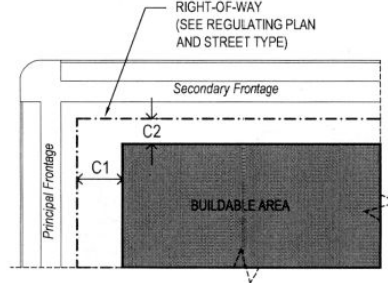 RIGHT-OF-WAY
(SEE REGULATING PLAN
AND STREET TYPE)
Secondary Frontage
C2
C1
Principal Frontage
BUILDABLE AREA